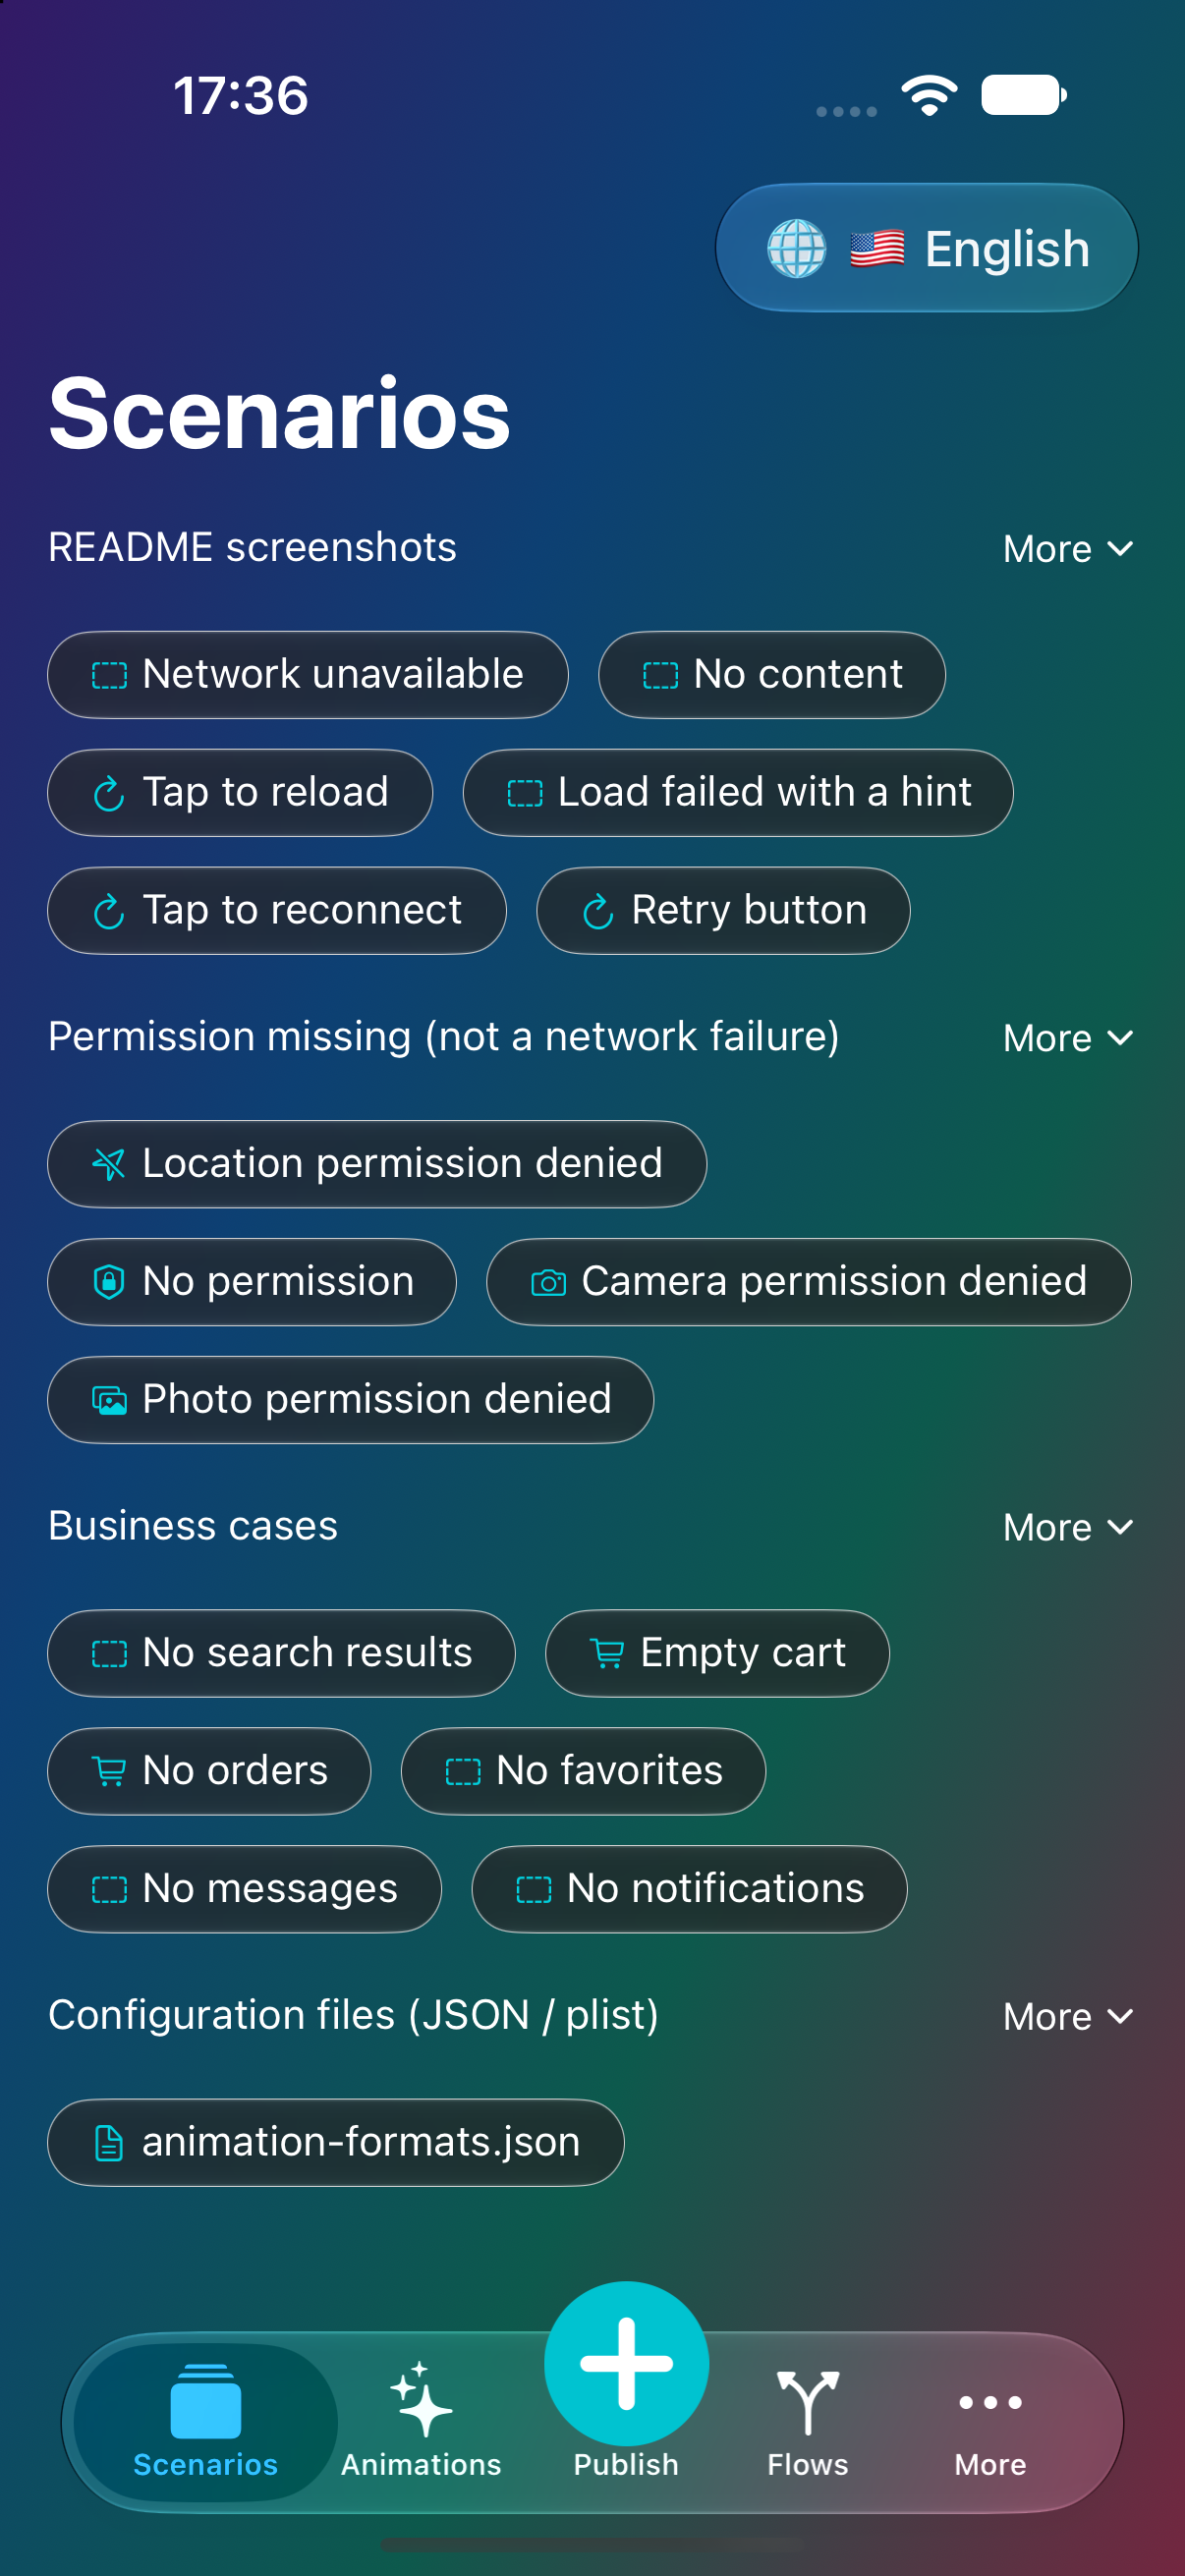 17:36
English
Scenarios
README screenshots
More
Network unavailable
No content
Tap to reload
Load failed with a hint
Tap to reconnect
Retry button
Permission missing (not a network failure)
More
Location permission denied
No permission
Camera permission denied
Photo permission denied
Business cases
More
No search results
Empty cart
No orders
No favorites
No messages
No notifications
Configuration files (JSON / plist)
More
animation-formats.json
Scenarios
Animations
Publish
Flows
More